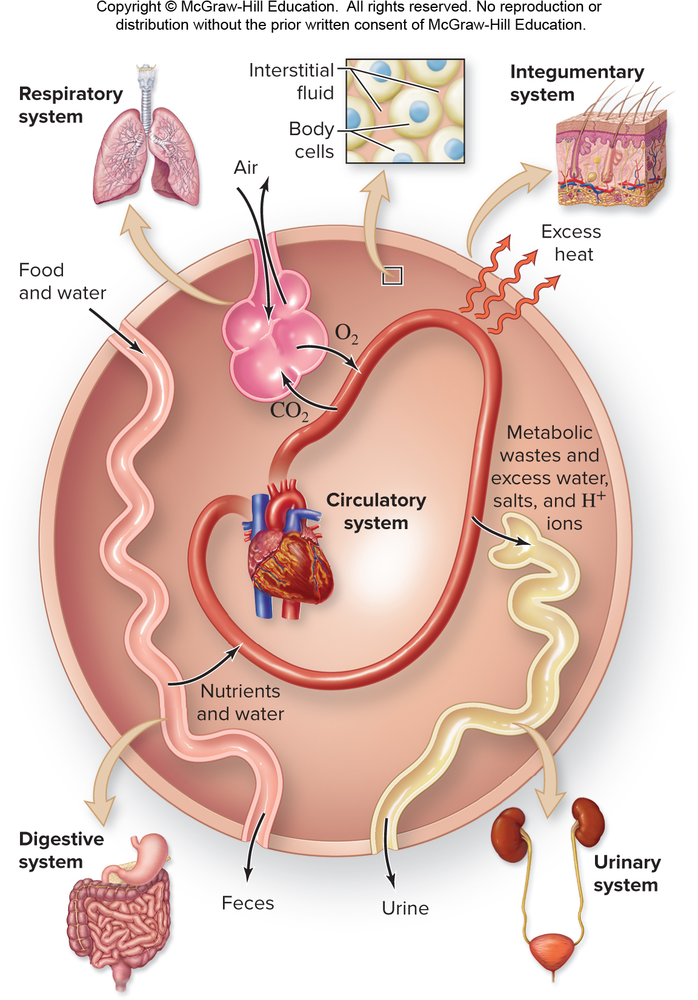 Copyright © McGraw-Hill Education.  All rights reserved. No reproduction or
distribution without the prior written consent of McGraw-Hill Education.
Respiratory
system
Interstitial
fluid
Body
cells
Integumentary
system
Air
Excess
heat
Food
and water
O₂
CO₂
Metabolic
wastes and
excess water,
salts, and H⁺
ions
Circulatory
system
Nutrients
and water
Digestive
system
Feces
Urine
Urinary
system